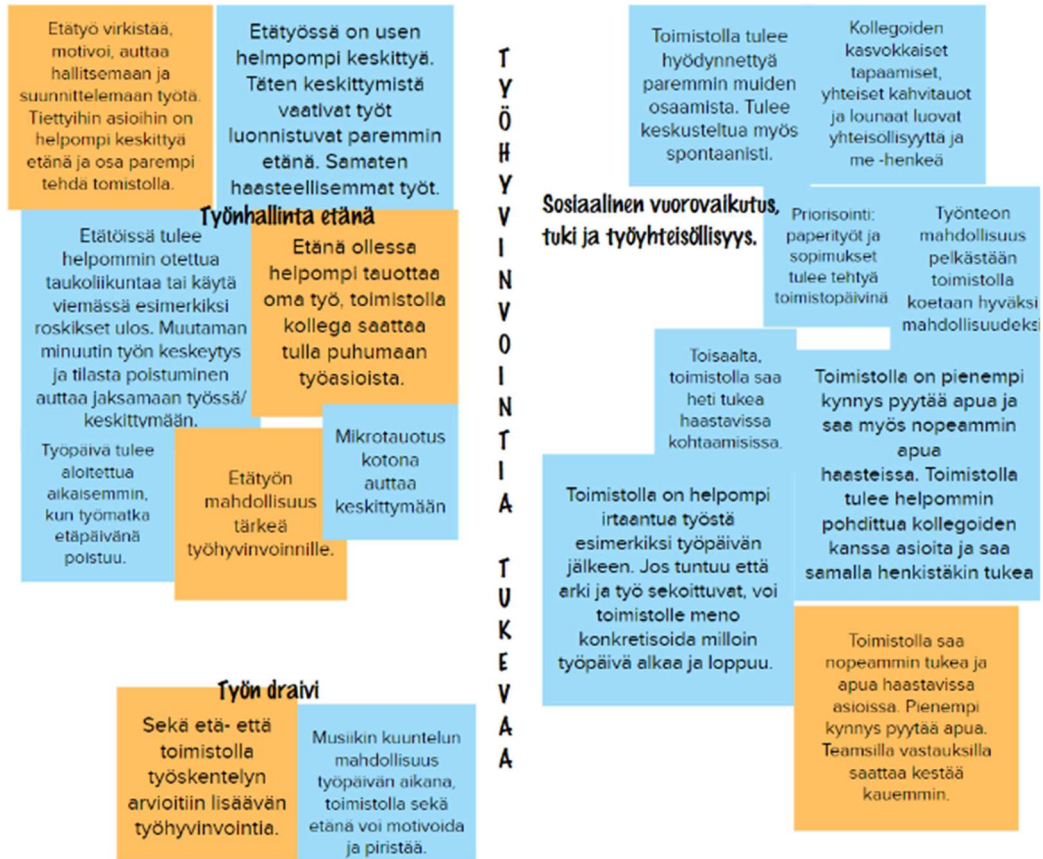 Etätyö virkistää,
motivoi, auttaa
hallitsemaan ja
suunnittelemaan työtä.
Tiettyihin asioihin on
helpompi keskittyä
etänä ja osa parempi
tehdä tomistolla.
Etätyössä on usen
helmpompi keskittyä.
Täten keskittymistä
vaativat työt
luonnistuvat paremmin
etänä. Samaten
haasteellisemmat työt.
Työnhallinta etänä
Etätöissä tulee
helpommin otettua
taukoliikuntaa tai käytä
viemässä esimerkiksi
roskikset ulos. Muutaman
minuutin työn keskeytys
ja tilasta poistuminen
auttaa jaksamaan työssä/
keskittymään.
Etänä ollessa
helpompi tauottaa
oma työ, toimistolla
kollega saattaa
tulla puhumaan
työasioista.
Työpäivä tulee
aloitettua
aikaisemmin,
kun työmatka
etäpäivänä
poistuu.
Etätyön
mahdollisuus
tärkeä
työhyvinvoinnille.
Mikrotauotus
kotona
auttaa
keskittymään
Työn draivi
Sekä etä- että
toimistolla
työskentelyn
arvioitiin lisäävän
työhyvinvointia.
Musiikin kuuntelun
mahdollisuus
työpäivän aikana,
toimistolla sekä
etänä voi motivoida
ja piristää.
TYÖHYVINVOINTIA TUKEVAA
Toimistolla tulee
hyödynnettyä
paremmin muiden
osaamista. Tulee
keskusteltua myös
spontaanisti.
Kollegoiden
kasvokkaiset
tapaamiset,
yhteiset kahvitauot
ja lounaat luovat
yhteisöllisyyttä ja
me -henkeä
Sosiaalinen vuorovaikutus,
tuki ja työyhteisöllisyys.
Priorisointi:
paperityöt ja
sopimukset
tulee tehtyä
toimistopäivinä
Työnteon
mahdollisuus
pelkästään
toimistolla
koetaan hyväksi
mahdollisuudeksi
Toisaalta,
toimistolla saa
heti tukea
haastavissa
kohtaamisissa.
Toimistolla on pienempi
kynnys pyytää apua ja
saa myös nopeammin
apua
haasteissa. Toimistolla
tulee helpommin
pohdittua kollegoiden
kanssa asioita ja saa
samalla henkistäkin tukea
Toimistolla on helpompi
irtaantua työstä
esimerkiksi työpäivän
jälkeen. Jos tuntuu että
arki ja työ sekoittuvat, voi
toimistolle meno
konkretisoida milloin
työpäivä alkaa ja loppuu.
Toimistolla saa
nopeammin tukea ja
apua haastavissa
asioissa. Pienempi
kynnys pyytää apua.
Teamsilla vastauksilla
saattaa kestää
kauemmin.